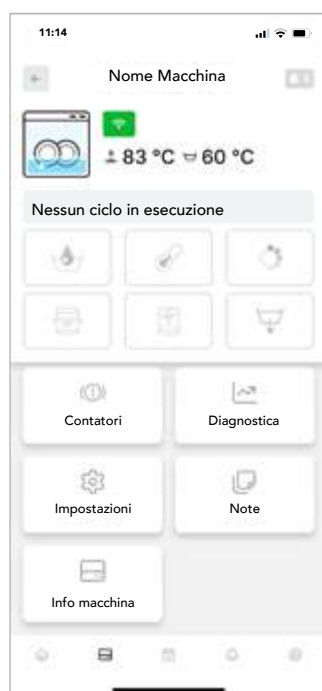 11:14
Nome Macchina
83 °C 60 °C
Nessun ciclo in esecuzione
Contatori
Diagnostica
Impostazioni
Note
Info macchina